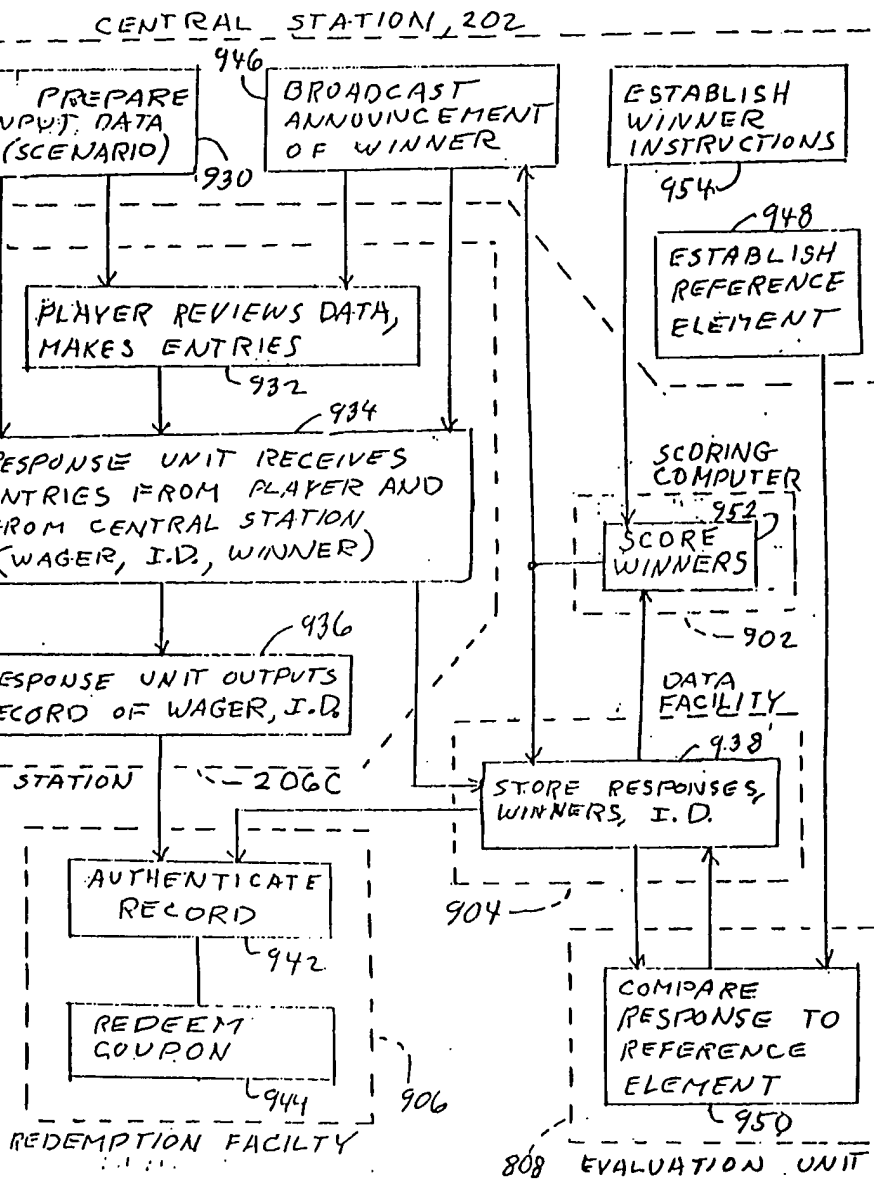 CENTRAL STATION, 202
946
PREPARE
INPUT DATA
(SCENARIO)
930
BROADCAST
ANNOUNCEMENT
OF WINNER
ESTABLISH
WINNER
INSTRUCTIONS
954
948
ESTABLISH
REFERENCE
ELEMENT
PLAYER REVIEWS DATA,
MAKES ENTRIES
932
934
RESPONSE UNIT RECEIVES
ENTRIES FROM PLAYER AND
FROM CENTRAL STATION
(WAGER, I.D., WINNER)
SCORING
COMPUTER
952
SCORE
WINNERS
902
936
RESPONSE UNIT OUTPUTS
RECORD OF WAGER, I.D.
STATION
206C
DATA
FACILITY
938
STORE RESPONSES,
WINNERS, I.D.
904
AUTHENTICATE
RECORD
942
REDEEM
COUPON
944
906
REDEMPTION FACILTY
COMPARE
RESPONSE TO
REFERENCE
ELEMENT
950
808 EVALUATION UNIT